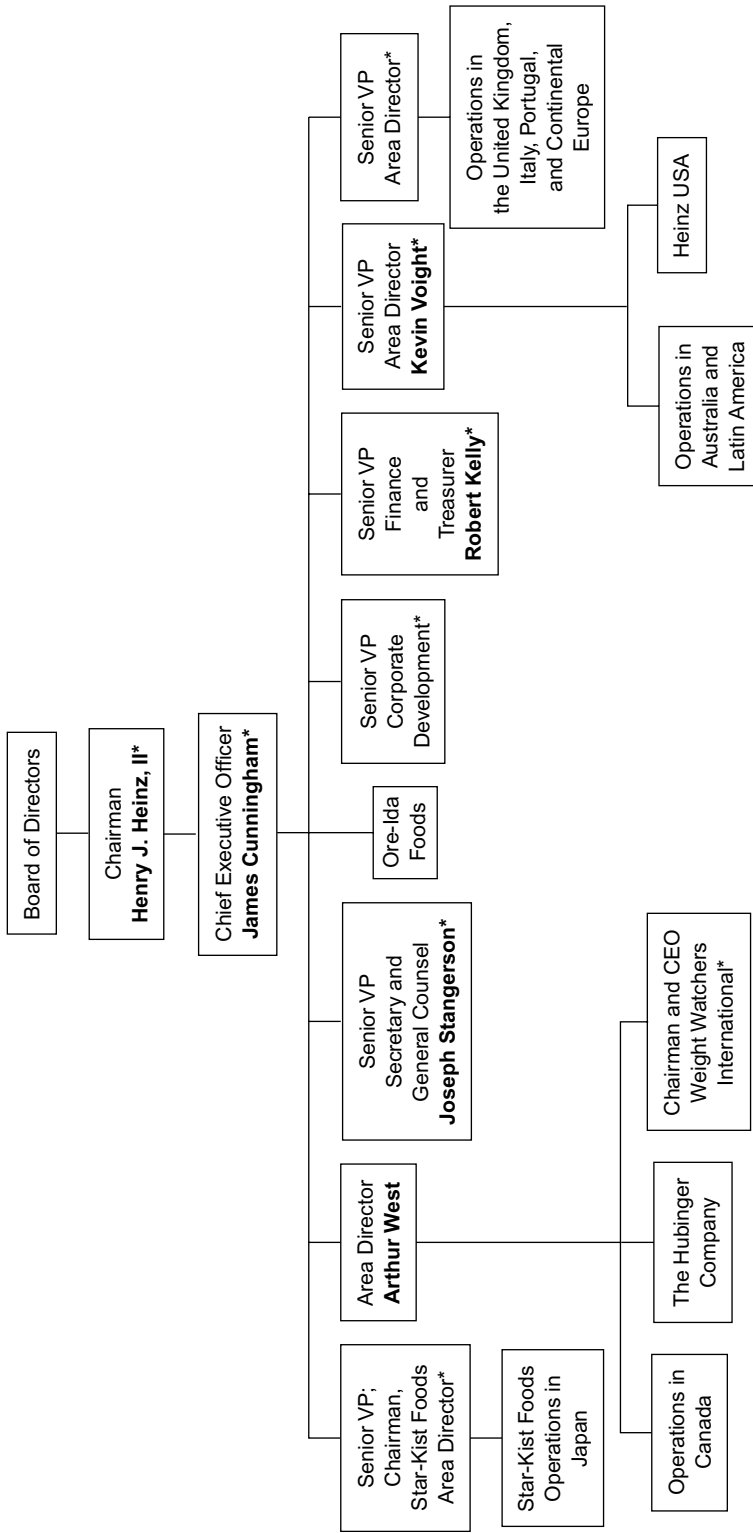 Board of Directors
Chairman
Henry J. Heinz, II*
Chief Executive Officer
James Cunningham*
Senior VP;
Chairman,
Star-Kist Foods
Area Director*
Area Director
Arthur West
Senior VP
Secretary and
General Counsel
Joseph Stangerson*
Ore-Ida
Foods
Senior VP
Corporate
Development*
Senior VP
Finance
and
Treasurer
Robert Kelly*
Senior VP
Area Director
Kevin Voight*
Senior VP
Area Director*
Star-Kist Foods
Operations in
Japan
Operations in
the United Kingdom,
Italy, Portugal,
and Continental
Europe
Operations in
Canada
The Hubinger
Company
Chairman and CEO
Weight Watchers
International*
Operations in
Australia and
Latin America
Heinz USA